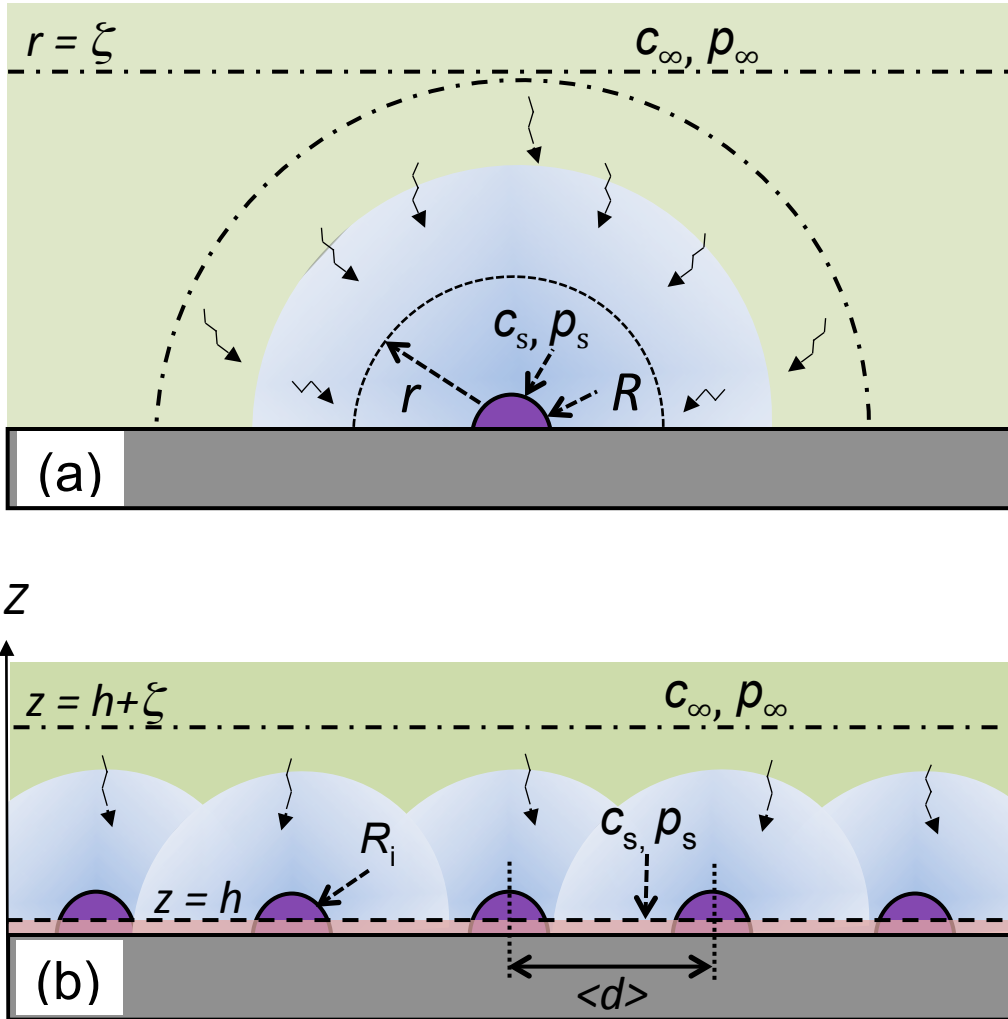 r = ζ
c∞, p∞
cs, ps
r
R
(a)
z
z = h+ζ
c∞, p∞
Ri
cs, ps
z = h
(b)
<d>